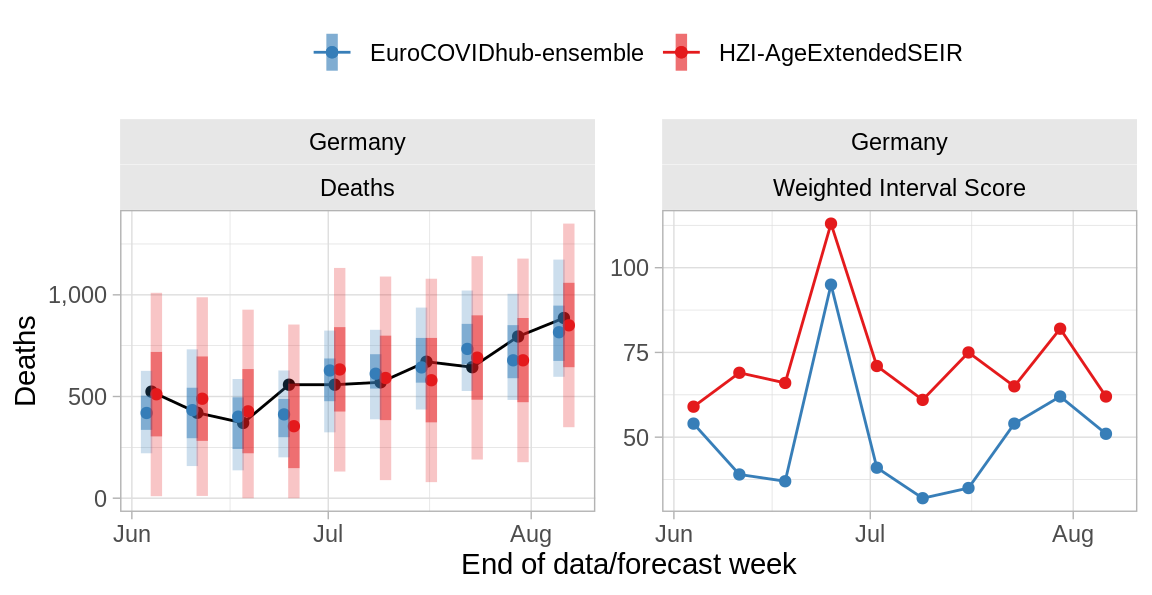 EuroCOVIDhub-ensemble HZI-AgeExtendedSEIR
Germany
Deaths
Deaths
1,000
500
0
Jun Jul Aug
Germany
Weighted Interval Score
100
75
50
Jun Jul Aug
End of data/forecast week